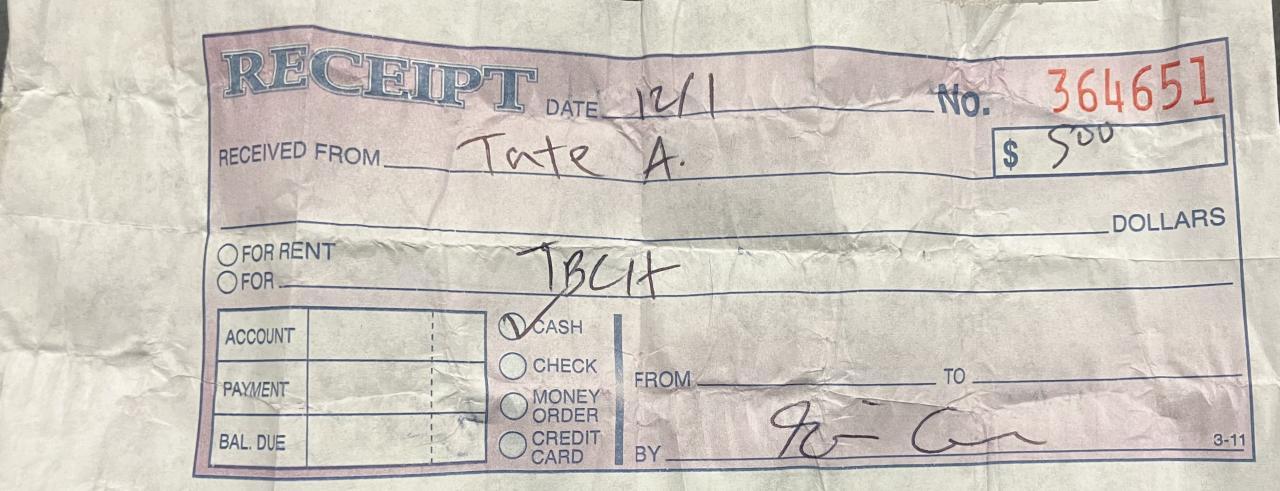 RECEIPT DATE 12/1 No. 364651
RECEIVED FROM Tate A. $ 500
DOLLARS
FOR RENT
FOR TBCH
ACCOUNT
PAYMENT
BAL. DUE
CASH
CHECK
MONEY ORDER
CREDIT CARD
FROM TO
BY
3-11